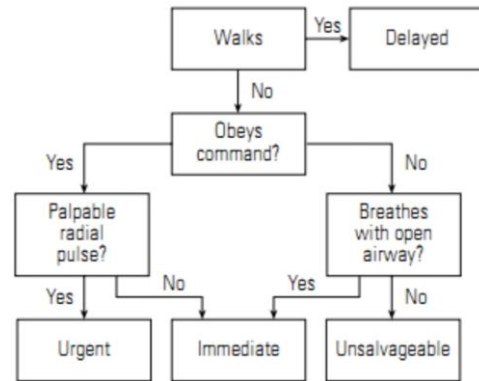 Walks
Yes
Delayed
No
Obeys
command?
Yes
No
Palpable
radial
pulse?
Breathes
with open
airway?
Yes
No
Yes
No
Urgent
Immediate
Unsalvageable